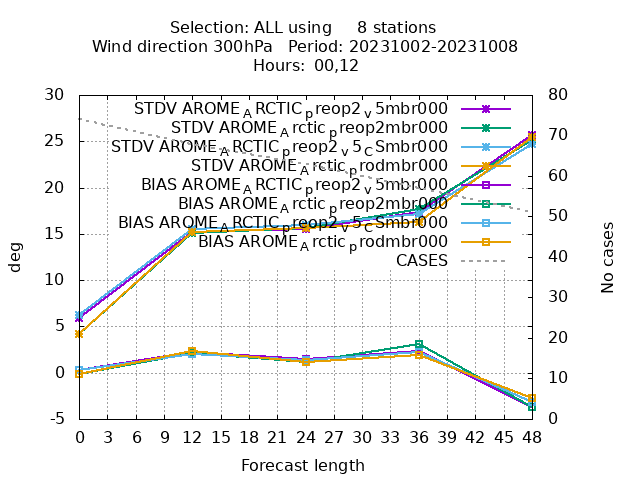 Selection: ALL using 8 stations
Wind direction 300hPa Period: 20231002-20231008
Hours: 00,12
30
25
20
15
10
5
0
-5
80
70
60
50
40
30
20
10
0
deg
No cases
STDV AROME_ARCTIC_preop2_v5mbr000
STDV AROME_Arctic_preop2mbr000
STDV AROME_ARCTIC_preop2_v5_CSmbr000
STDV AROME_Arctic_prodmbr000
BIAS AROME_ARCTIC_preop2_v5mbr000
BIAS AROME_Arctic_preop2mbr000
BIAS AROME_ARCTIC_preop2_v5_CSmbr000
BIAS AROME_Arctic_prodmbr000
CASES
0 3 6 9 12 15 18 21 24 27 30 33 36 39 42 45 48
Forecast length